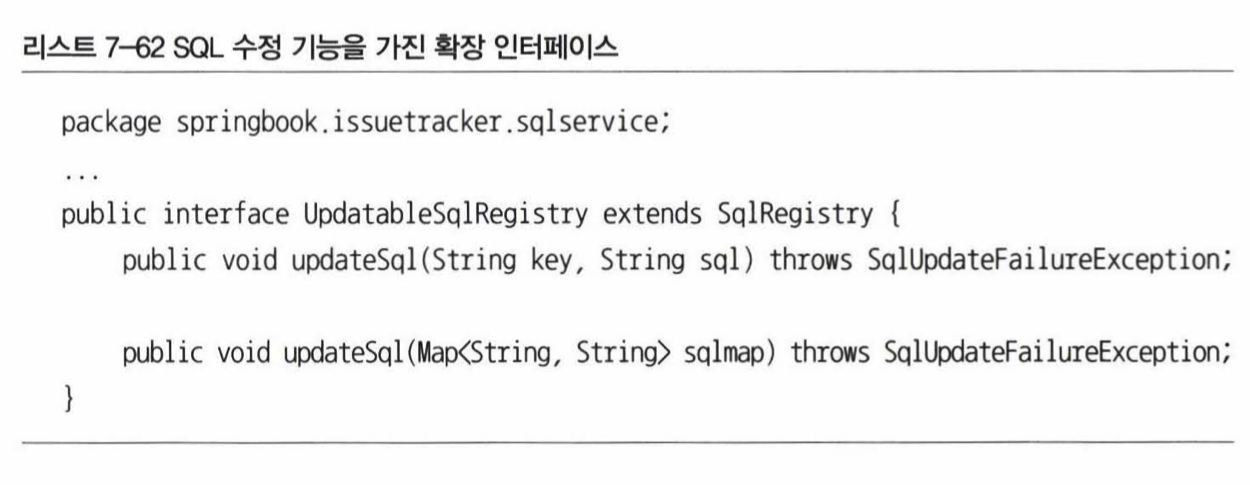 리스트 7-62 SQL 수정 기능을 가진 확장 인터페이스
package springbook.issuetracker.sqlservice;
...
public interface UpdatableSqlRegistry extends SqlRegistry {
public void updateSql(String key, String sql) throws SqlUpdateFailureException;
public void updateSql(Map<String, String> sqlmap) throws SqlUpdateFailureException;
}